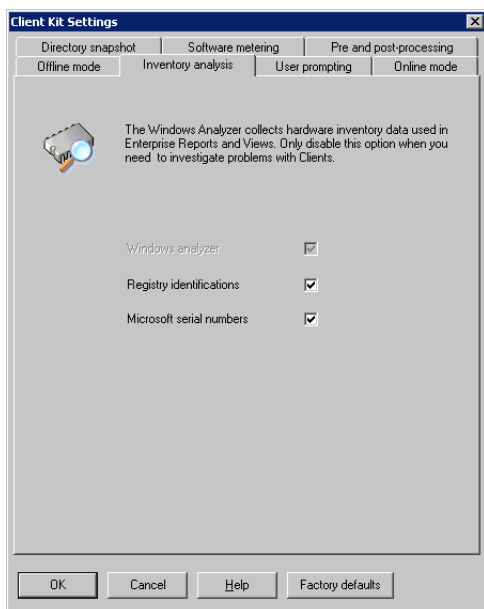 Client Kit Settings
Directory snapshot Software metering Pre and post-processing
Offline mode Inventory analysis User prompting Online mode
The Windows Analyzer collects hardware inventory data used in
Enterprise Reports and Views. Only disable this option when you
need to investigate problems with Clients.
Windows analyzer
Registry identifications
Microsoft serial numbers
OK Cancel Help Factory defaults